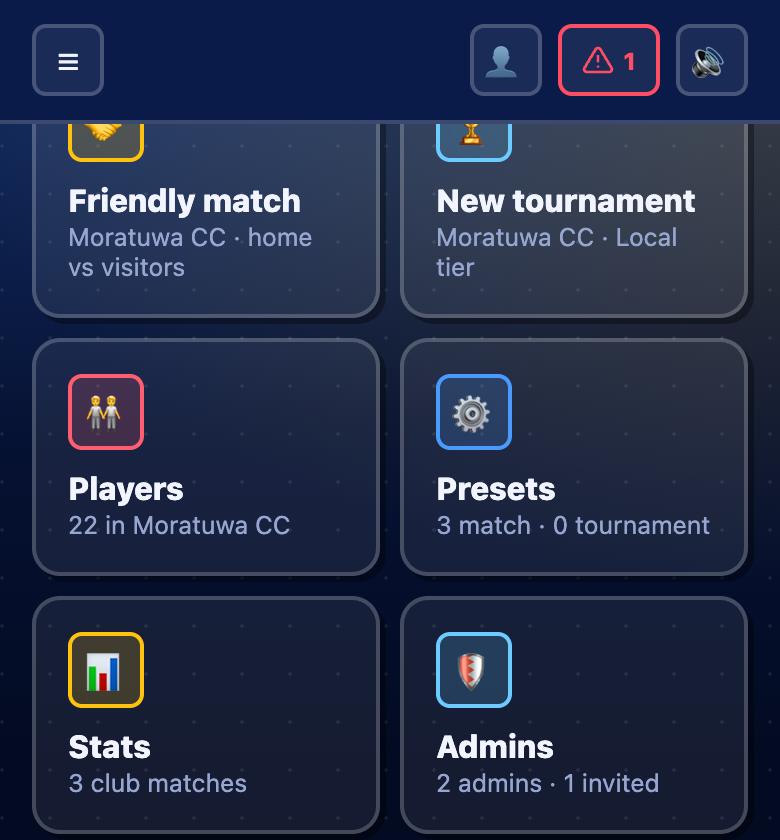 1
Friendly match
Moratuwa CC · home
vs visitors
New tournament
Moratuwa CC · Local
tier
Players
22 in Moratuwa CC
Presets
3 match · 0 tournament
Stats
3 club matches
Admins
2 admins · 1 invited